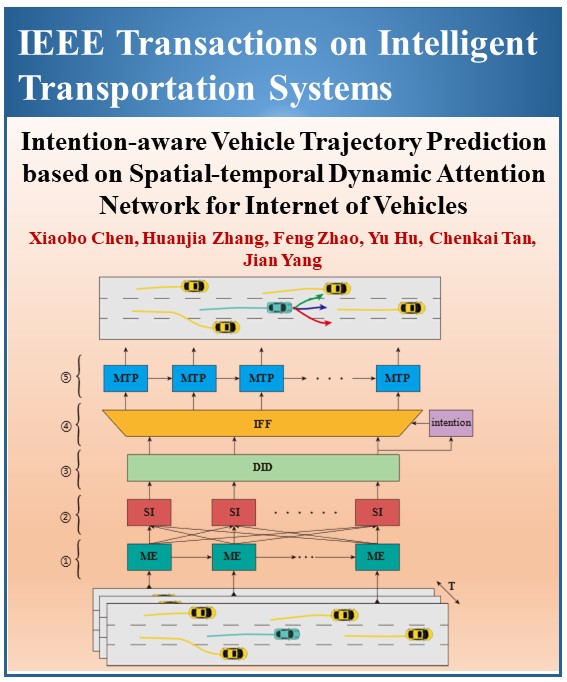 IEEE Transactions on Intelligent
Transportation Systems
Intention-aware Vehicle Trajectory Prediction
based on Spatial-temporal Dynamic Attention
Network for Internet of Vehicles
Xiaobo Chen, Huanjia Zhang, Feng Zhao, Yu Hu, Chenkai Tan,
Jian Yang
⑤ MTP MTP MTP · · · MTP
④ IFF intention
③ DID
② SI SI · · · · · · SI
① ME ME ··· ME
T